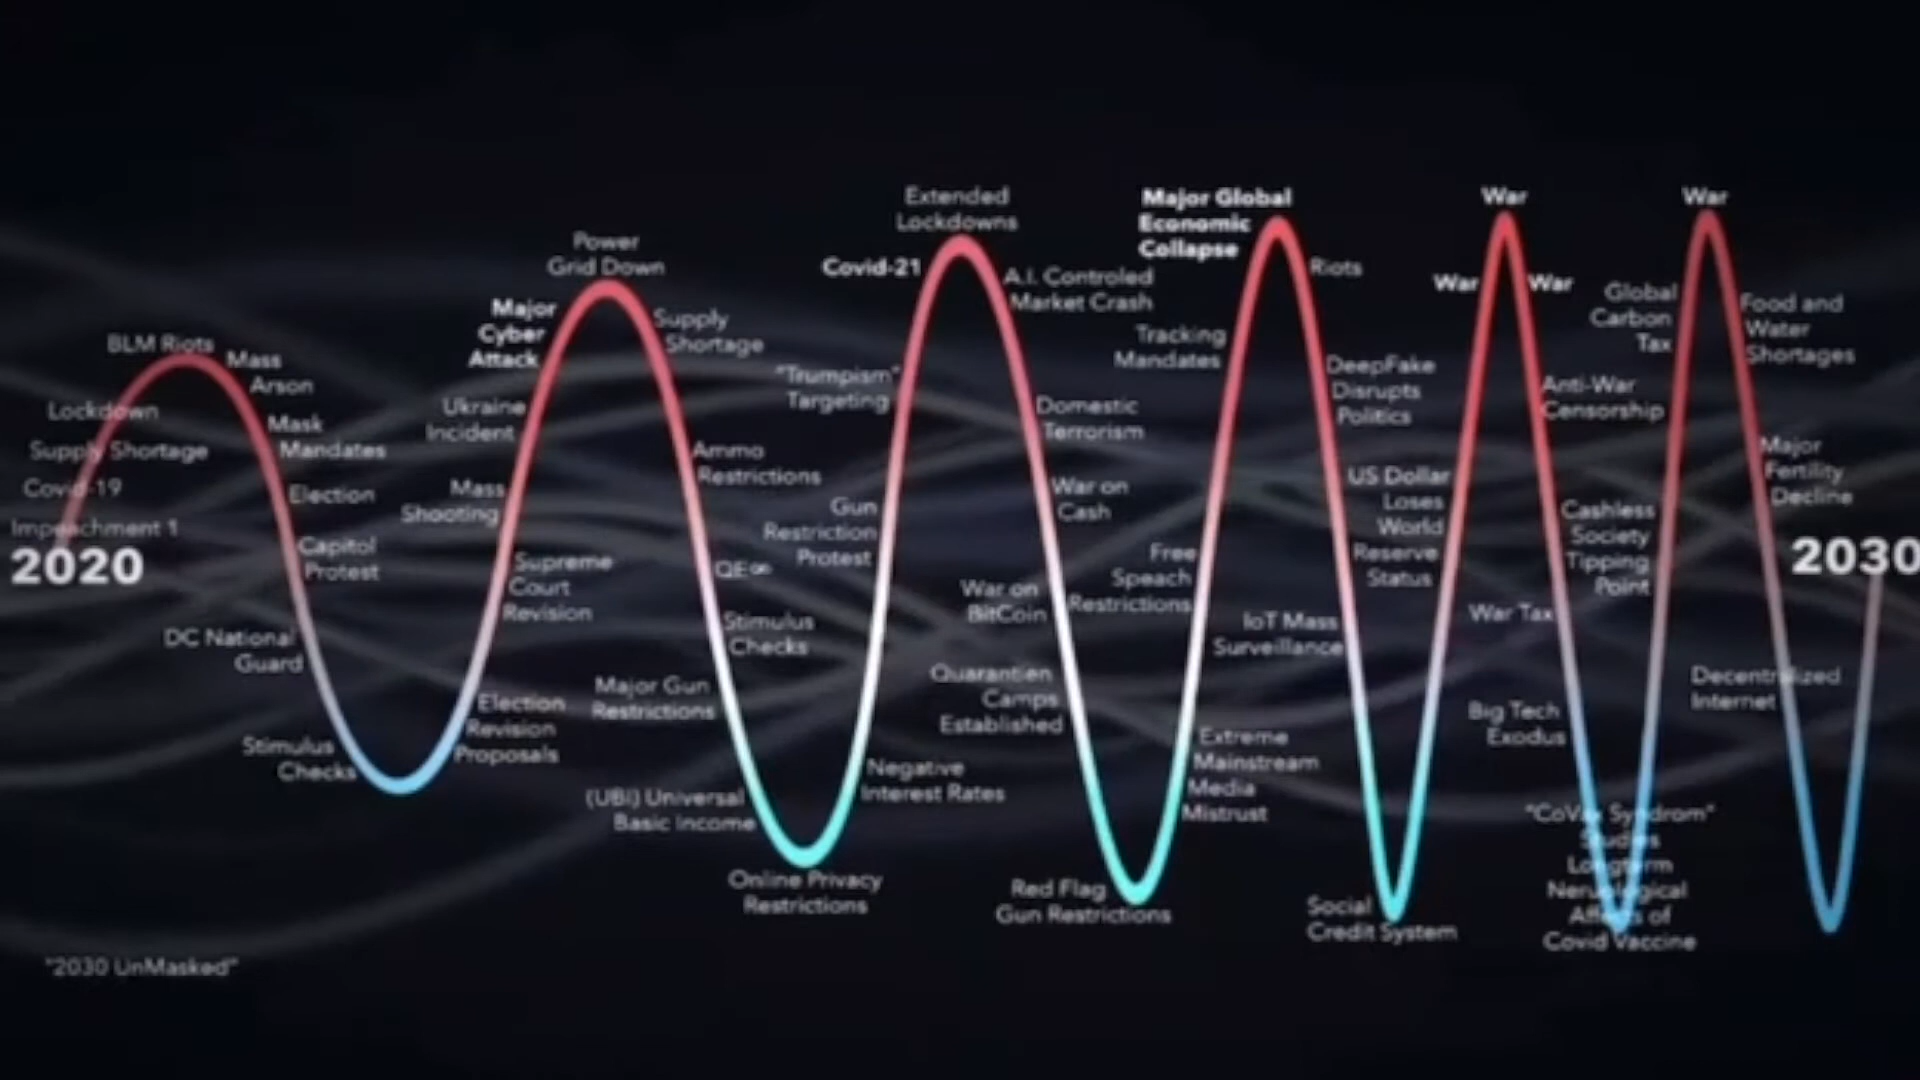 2020
Impeachment 1
Covid-19
Supply Shortage
Lockdown
BLM Riots
Mass
Arson
Mask
Mandates
Election
Capitol
Protest
DC National
Guard
Stimulus
Checks
Election
Revision
Proposals
Supreme
Court
Revision
Mass
Shooting
Ukraine
Incident
Major
Cyber
Attack
Power
Grid Down
Supply
Shortage
Ammo
Restrictions
QE∞
Stimulus
Checks
Major Gun
Restrictions
(UBI) Universal
Basic Income
Online Privacy
Restrictions
Negative
Interest Rates
Gun
Restriction
Protest
"Trumpism"
Targeting
Covid-21
Extended
Lockdowns
A.I. Controled
Market Crash
Domestic
Terrorism
War on
Cash
War on
BitCoin
Quarantien
Camps
Established
Red Flag
Gun Restrictions
Extreme
Mainstream
Media
Mistrust
Free
Speach
Restrictions
Tracking
Mandates
Major Global
Economic
Collapse
Riots
DeepFake
Disrupts
Politics
US Dollar
Loses
World
Reserve
Status
IoT Mass
Surveillance
Social
Credit System
War
War
War
Anti-War
Censorship
Cashless
Society
Tipping
Point
War Tax
Big Tech
Exodus
"CoVax Syndrom"
Studies
Longterm
Nerualogical
Affects of
Covid Vaccine
Global
Carbon
Tax
War
Food and
Water
Shortages
Major
Fertility
Decline
Decentralized
Internet
2030
"2030 UnMasked"